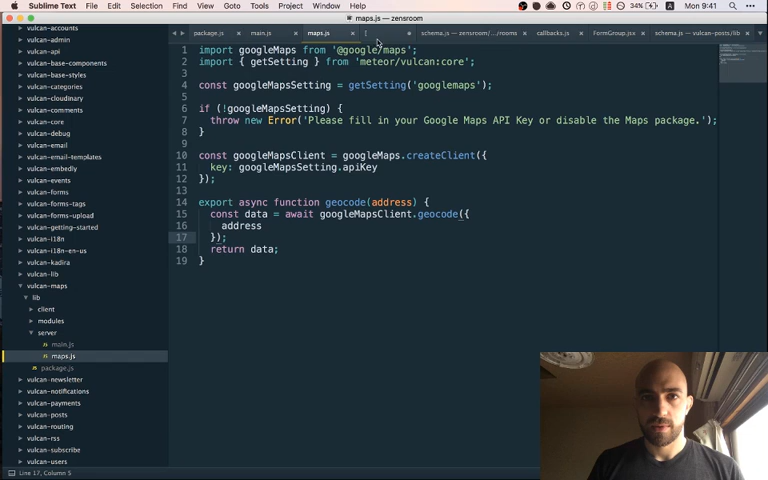 Sublime Text File Edit Selection Find View Goto Tools Project Window Help 34% Mon 9:41
maps.js — zensroom
package.js × main.js × maps.js × schema.js — zensroom/.../rooms × callbacks.js × FormGroup.jsx × schema.js — vulcan-posts/lib ×
vulcan-accounts
vulcan-admin
vulcan-api
vulcan-base-components
vulcan-base-styles
vulcan-categories
vulcan-cloudinary
vulcan-comments
vulcan-core
vulcan-debug
vulcan-email
vulcan-email-templates
vulcan-embedly
vulcan-events
vulcan-forms
vulcan-forms-tags
vulcan-forms-upload
vulcan-getting-started
vulcan-i18n
vulcan-i18n-en-us
vulcan-kadira
vulcan-lib
vulcan-maps
lib
client
modules
server
main.js
maps.js
package.js
vulcan-newsletter
vulcan-notifications
vulcan-payments
vulcan-posts
vulcan-routing
vulcan-rss
vulcan-subscribe
vulcan-users
1 import googleMaps from '@google/maps';
2 import { getSetting } from 'meteor/vulcan:core';
3
4 const googleMapsSetting = getSetting('googlemaps');
5
6 if (!googleMapsSetting) {
7 throw new Error('Please fill in your Google Maps API Key or disable the Maps package.');
8 }
9
10 const googleMapsClient = googleMaps.createClient({
11 key: googleMapsSetting.apiKey
12 });
13
14 export async function geocode(address) {
15 const data = await googleMapsClient.geocode({
16 address
17 });
18 return data;
19 }
Line 17, Column 5